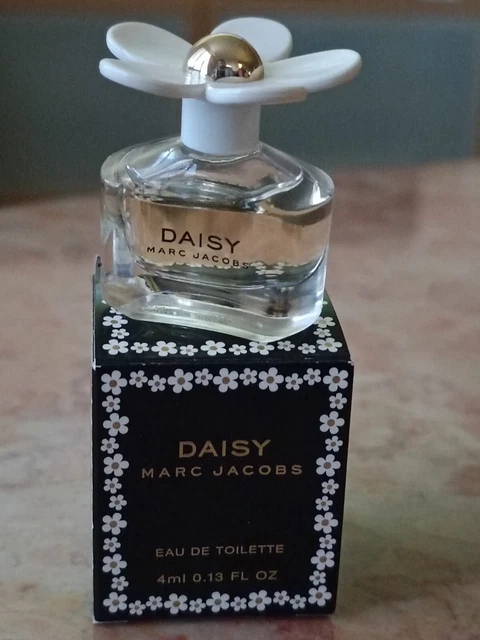 DAISY
MARC JACOBS
DAISY
MARC JACOBS
EAU DE TOILETTE
4ml 0.13 FL OZ